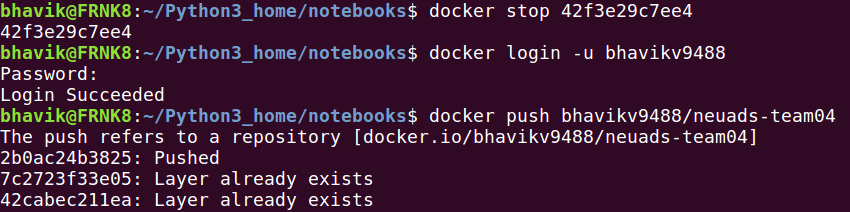 bhavik@FRNK8:~/Python3_home/notebooks$ docker stop 42f3e29c7ee4
42f3e29c7ee4
bhavik@FRNK8:~/Python3_home/notebooks$ docker login -u bhavikv9488
Password:
Login Succeeded
bhavik@FRNK8:~/Python3_home/notebooks$ docker push bhavikv9488/neuads-team04
The push refers to a repository [docker.io/bhavikv9488/neuads-team04]
2b0ac24b3825: Pushed
7c2723f33e05: Layer already exists
42cabec211ea: Layer already exists